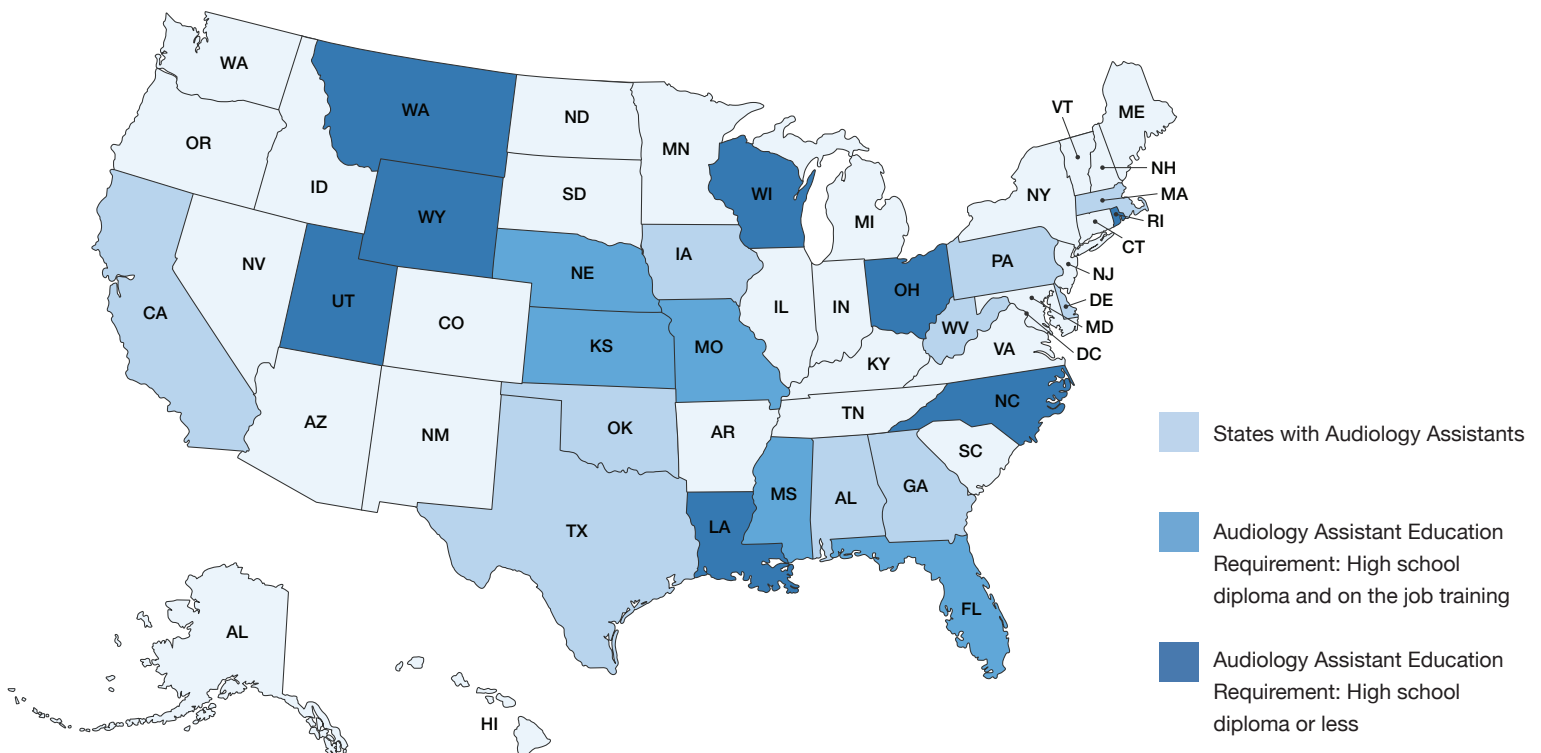 WA
WA
ND
MN
VT
ME
OR
ID
SD
WI
MI
NY
NH
MA
RI
CT
WY
NV
UT
CO
NE
IA
IL
IN
OH
PA
NJ
DE
MD
DC
CA
KS
MO
KY
WV
VA
AZ
NM
OK
AR
TN
NC
SC
TX
LA
MS
AL
GA
FL
AL
HI
States with Audiology Assistants
Audiology Assistant Education
Requirement: High school
diploma and on the job training
Audiology Assistant Education
Requirement: High school
diploma or less